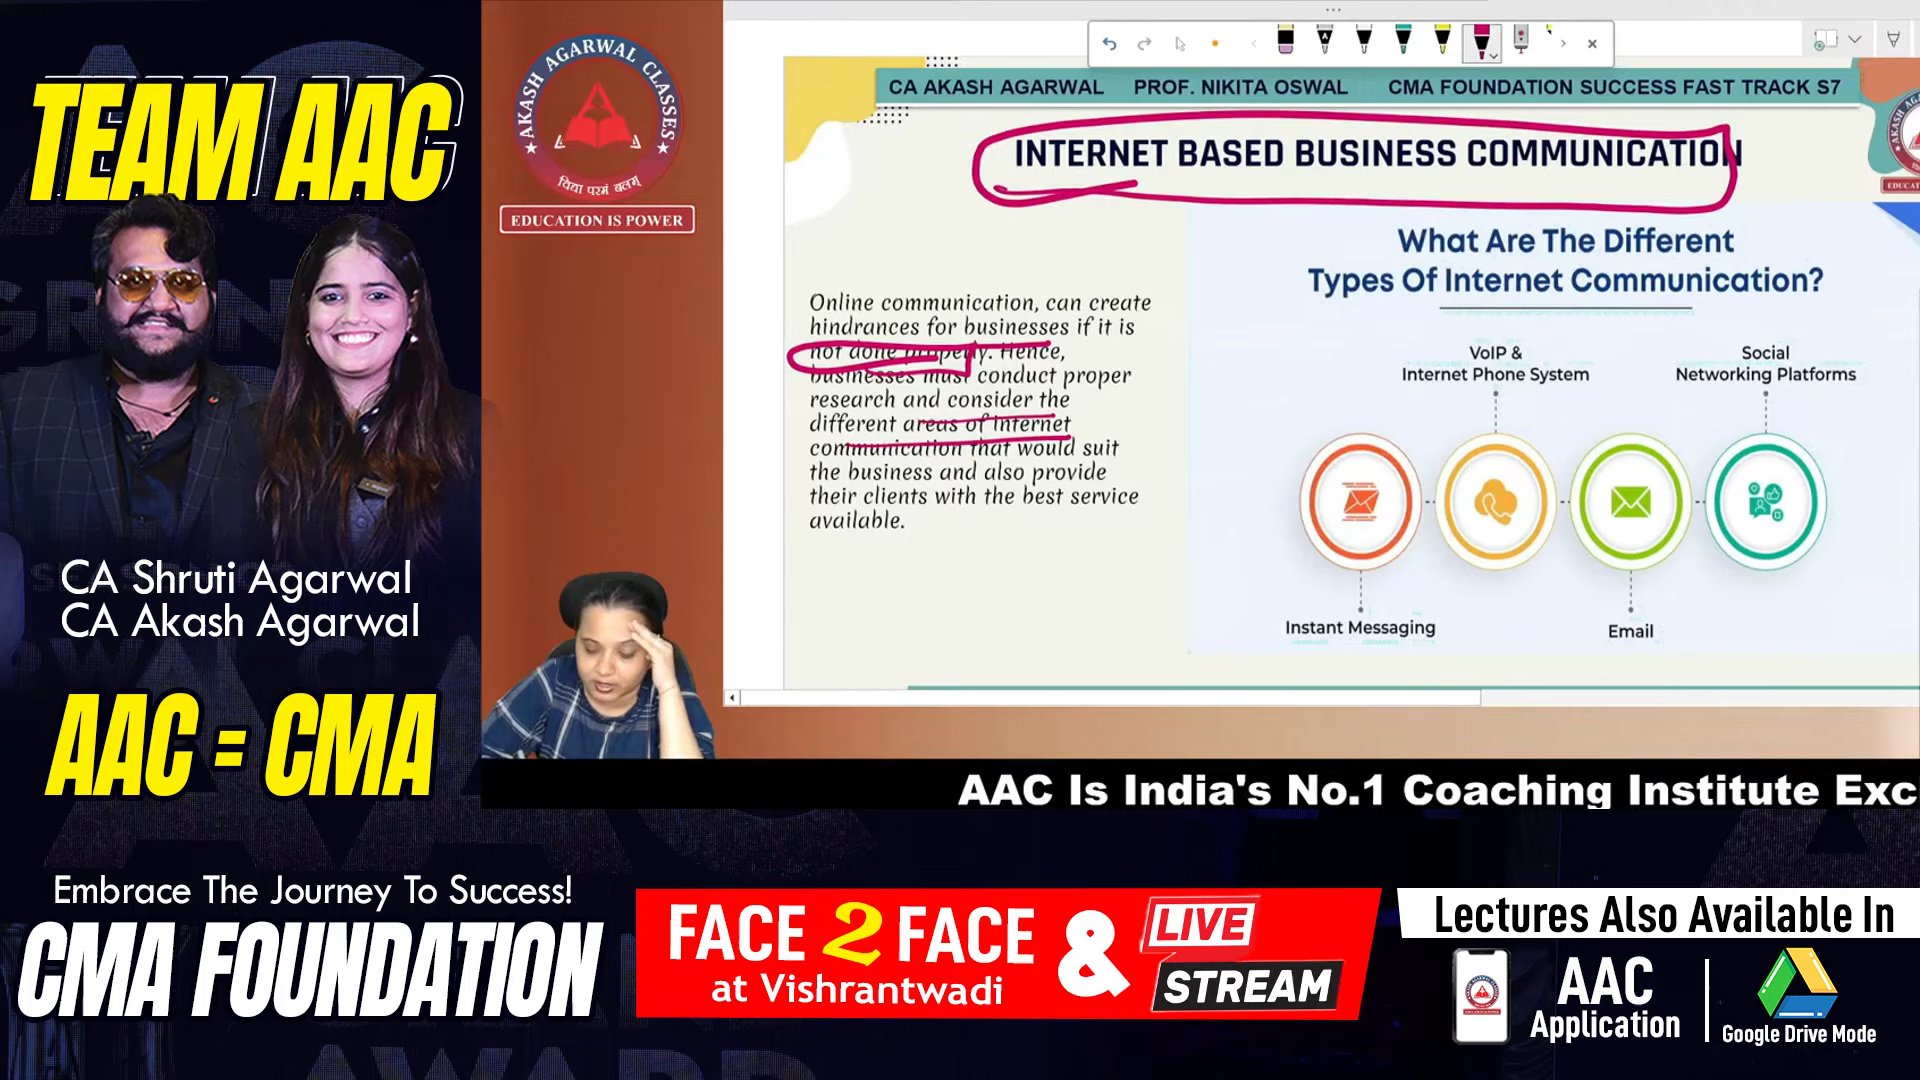 TEAM AAC
CA Shruti Agarwal
CA Akash Agarwal
AAC = CMA
Embrace The Journey To Success!
CMA FOUNDATION
AKASH AGARWAL CLASSES
विद्या परमं बलम्
EDUCATION IS POWER
CA AKASH AGARWAL PROF. NIKITA OSWAL CMA FOUNDATION SUCCESS FAST TRACK S7
INTERNET BASED BUSINESS COMMUNICATION
Online communication, can create
hindrances for businesses if it is
not done properly. Hence,
businesses must conduct proper
research and consider the
different areas of internet
communication that would suit
the business and also provide
their clients with the best service
available.
What Are The Different
Types Of Internet Communication?
VoIP &
Internet Phone System
Social
Networking Platforms
Instant Messaging
Email
AAC Is India's No.1 Coaching Institute Exc
FACE 2 FACE
at Vishrantwadi
&
LIVE
STREAM
Lectures Also Available In
AAC
Application
Google Drive Mode